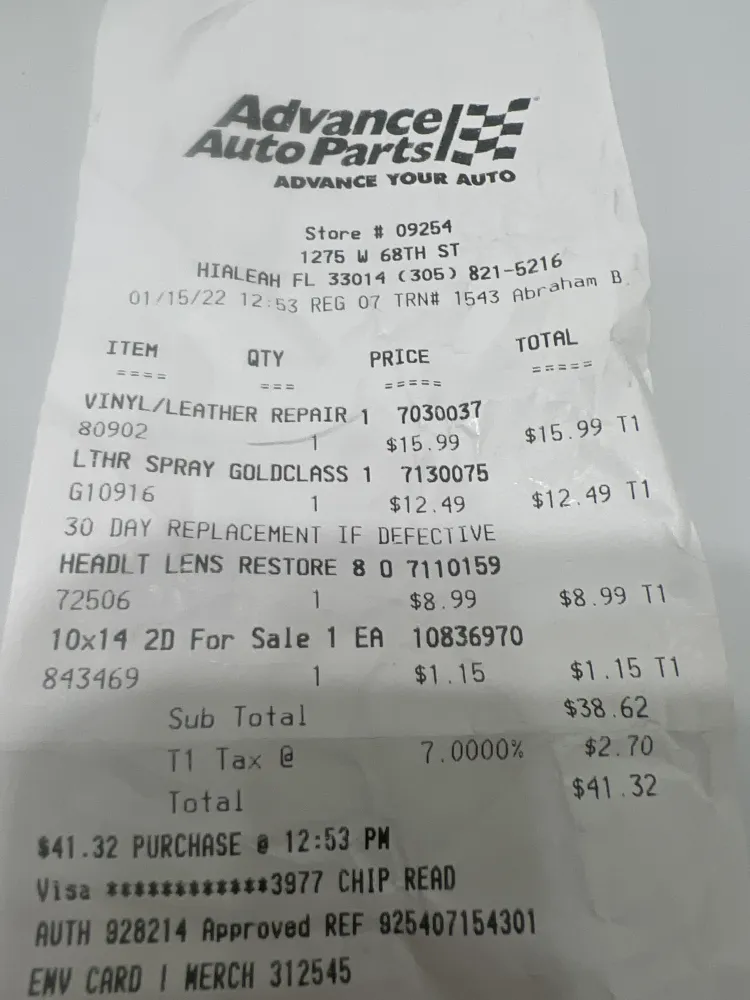 Advance
Auto Parts
ADVANCE YOUR AUTO
Store # 09254
1275 W 68TH ST
HIALEAH FL 33014 (305) 821-5216
01/15/22 12:53 REG 07 TRN# 1543 Abraham B.
ITEM QTY PRICE TOTAL
==== === ===== =====
VINYL/LEATHER REPAIR 1 7030037
80902 1 $15.99 $15.99 T1
LTHR SPRAY GOLDCLASS 1 7130075
G10916 1 $12.49 $12.49 T1
30 DAY REPLACEMENT IF DEFECTIVE
HEADLT LENS RESTORE 8 O 7110159
72506 1 $8.99 $8.99 T1
10x14 2D For Sale 1 EA 10836970
843469 1 $1.15 $1.15 T1
Sub Total $38.62
T1 Tax @ 7.0000% $2.70
Total $41.32
$41.32 PURCHASE @ 12:53 PM
Visa ************3977 CHIP READ
AUTH 928214 Approved REF 925407154301
EMV CARD | MERCH 312545